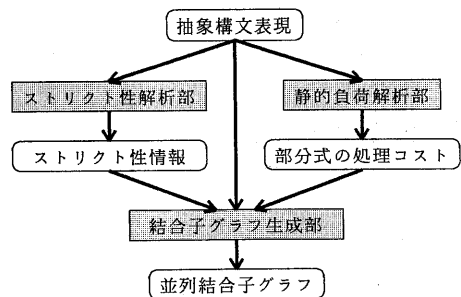 抽象構文表現
ストリクト性解析部
静的負荷解析部
ストリクト性情報
部分式の処理コスト
結合子グラフ生成部
並列結合子グラフ